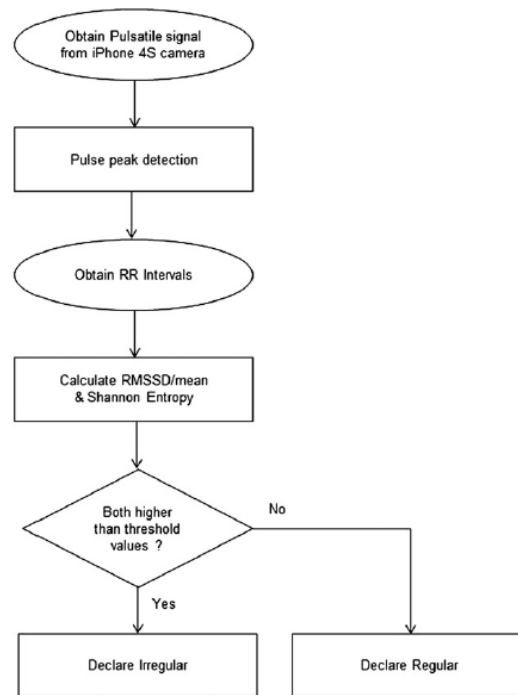 Obtain Pulsatile signal
from iPhone 4S camera
Pulse peak detection
Obtain RR Intervals
Calculate RMSSD/mean
& Shannon Entropy
Both higher
than threshold
values ?
No
Yes
Declare Irregular
Declare Regular